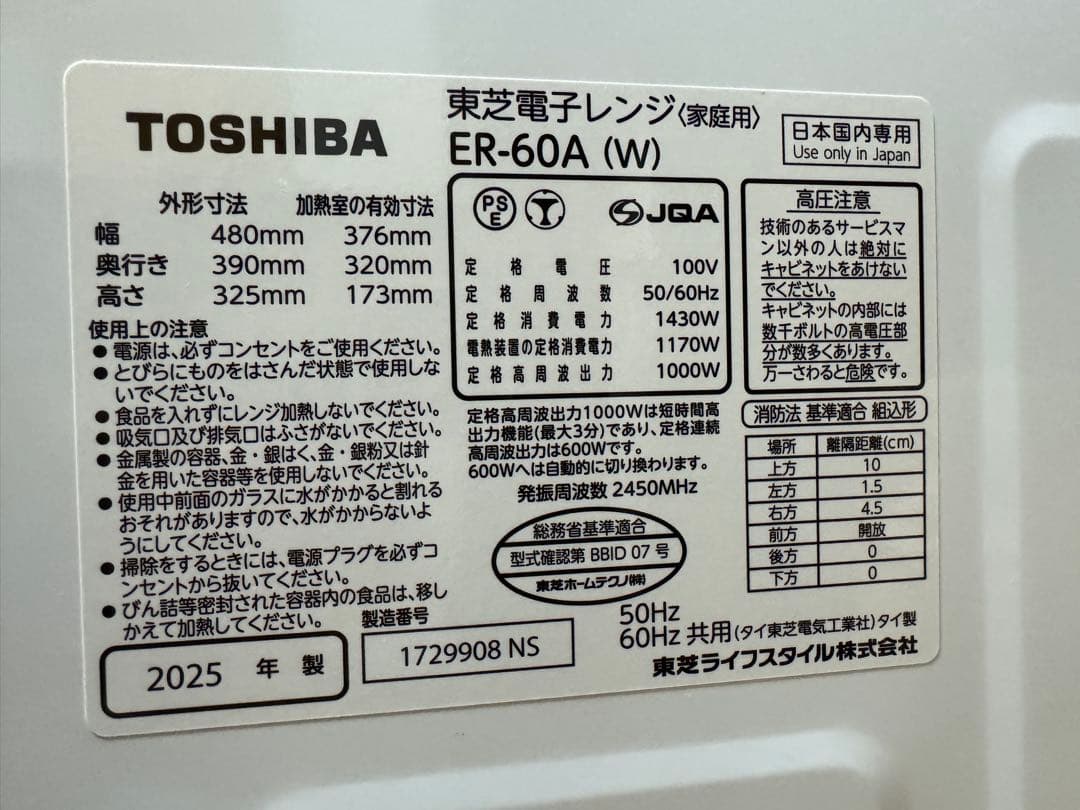 TOSHIBA
東芝電子レンジ〈家庭用〉
ER-60A (W)
日本国内専用
Use only in Japan
外形寸法 加熱室の有効寸法
幅 480mm 376mm
奥行き 390mm 320mm
高さ 325mm 173mm
使用上の注意
● 電源は、必ずコンセントをご使用ください。
● とびらにものをはさんだ状態で使用しな
いでください。
● 食品を入れずにレンジ加熱しないでください。
● 吸気口及び排気口はふさがないでください。
● 金属製の容器、金・銀はく、金・銀粉又は針
金を用いた容器等を使用しないでください。
● 使用中前面のガラスに水がかかると割れる
おそれがありますので、水がかからないよ
うにしてください。
● 掃除をするときには、電源プラグを必ずコ
ンセントから抜いてください。
● びん詰等密封された容器内の食品は、移し
かえて加熱してください。
2025 年 製
製造番号
1729908 NS
PS
E
JQA
定格電圧 100V
定格周波数 50/60Hz
定格消費電力 1430W
電熱装置の定格消費電力 1170W
定格高周波出力 1000W
定格高周波出力1000Wは短時間高
出力機能(最大3分)であり、定格連続
高周波出力は600Wです。
600Wへは自動的に切り換わります。
発振周波数 2450MHz
総務省基準適合
型式確認第 BBID 07 号
東芝ホームテクノ(株)
高圧注意
技術のあるサービスマ
ン以外の人は絶対に
キャビネットをあけない
でください。
キャビネットの内部には
数千ボルトの高電圧部
分が数多くあります。
万一さわると危険です。
消防法 基準適合 組込形
場所 離隔距離(cm)
上方 10
左方 1.5
右方 4.5
前方 開放
後方 0
下方 0
50Hz
60Hz 共用 (タイ東芝電気工業社) タイ製
東芝ライフスタイル株式会社